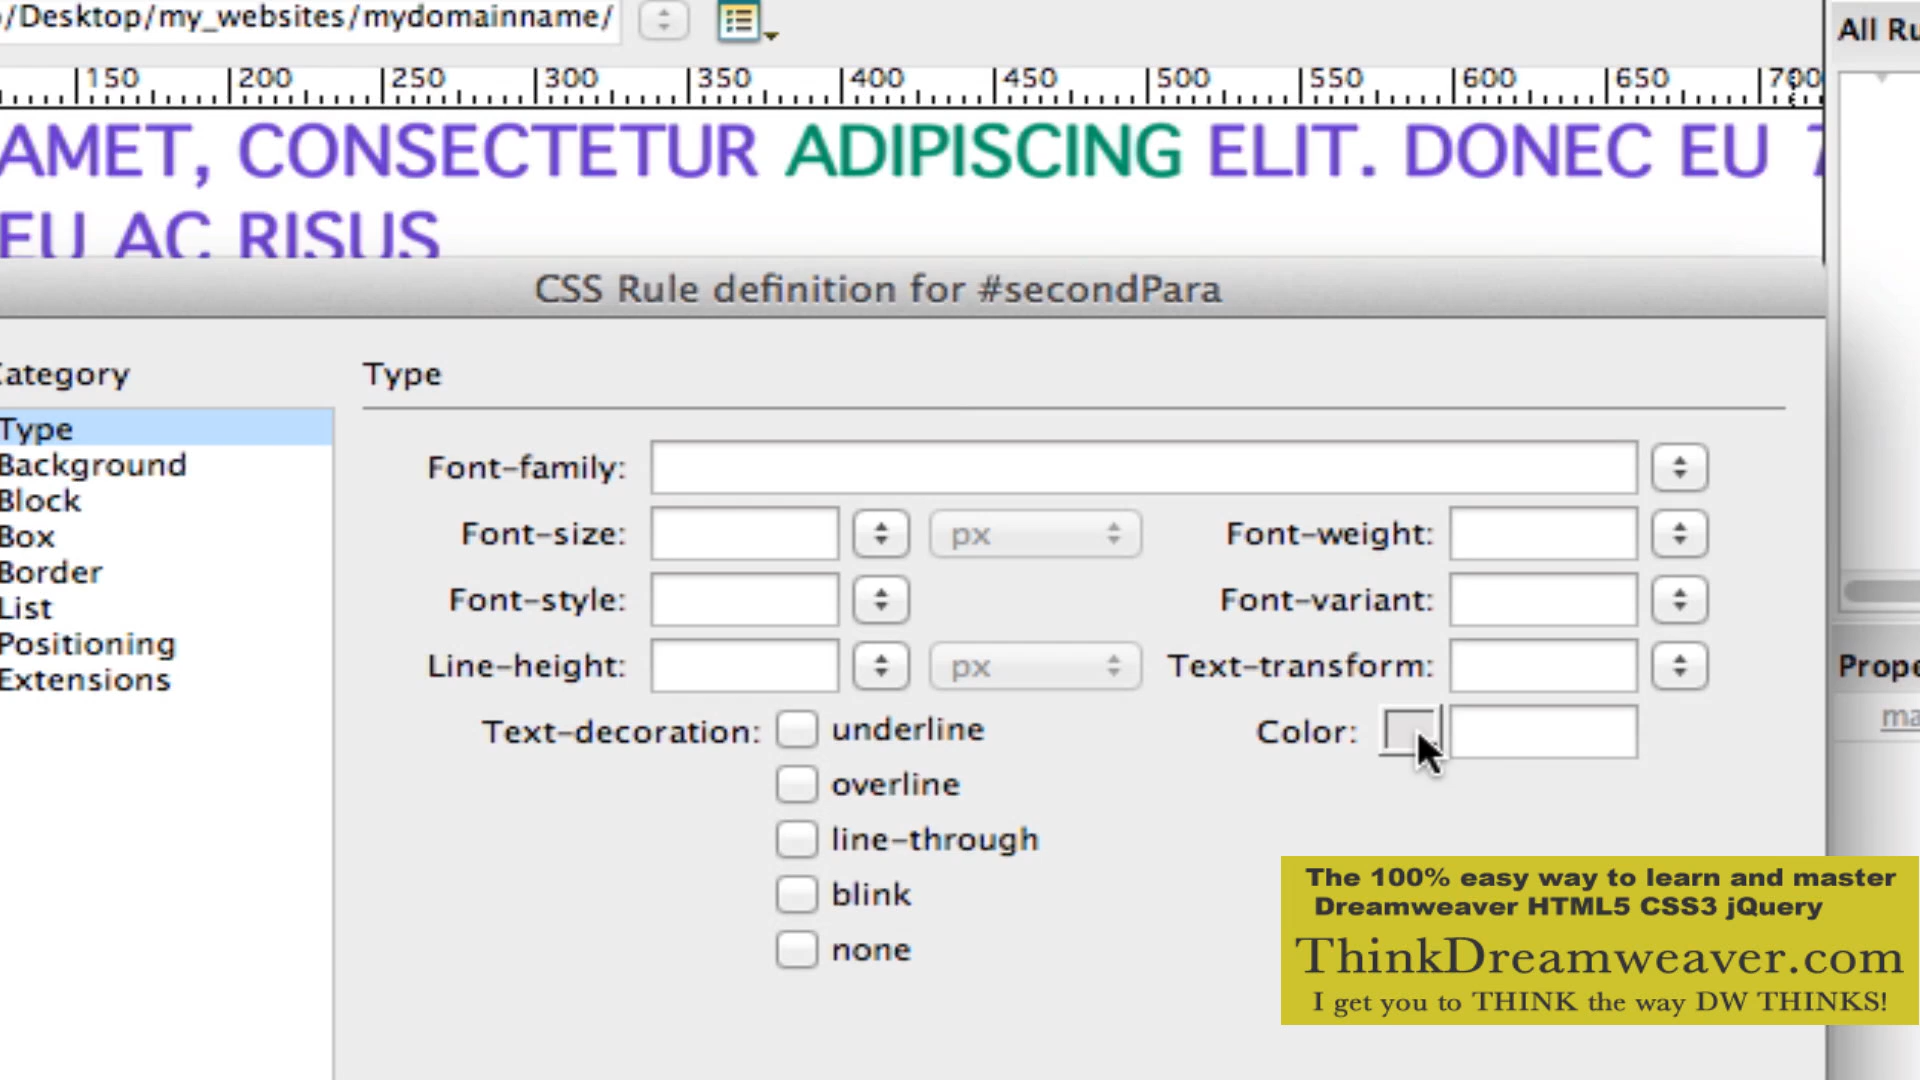 /Desktop/my_websites/mydomainname/
All Ru
150 200 250 300 350 400 450 500 550 600 650 700
AMET, CONSECTETUR ADIPISCING ELIT. DONEC EU
EU AC RISUS
CSS Rule definition for #secondPara
Category
Type
Type
Background
Block
Box
Border
List
Positioning
Extensions
Font-family:
Font-size: px Font-weight:
Font-style: Font-variant:
Line-height: px Text-transform:
Text-decoration: underline Color:
overline
line-through
blink
none
Prope
ma
The 100% easy way to learn and master
Dreamweaver HTML5 CSS3 jQuery
ThinkDreamweaver.com
I get you to THINK the way DW THINKS!